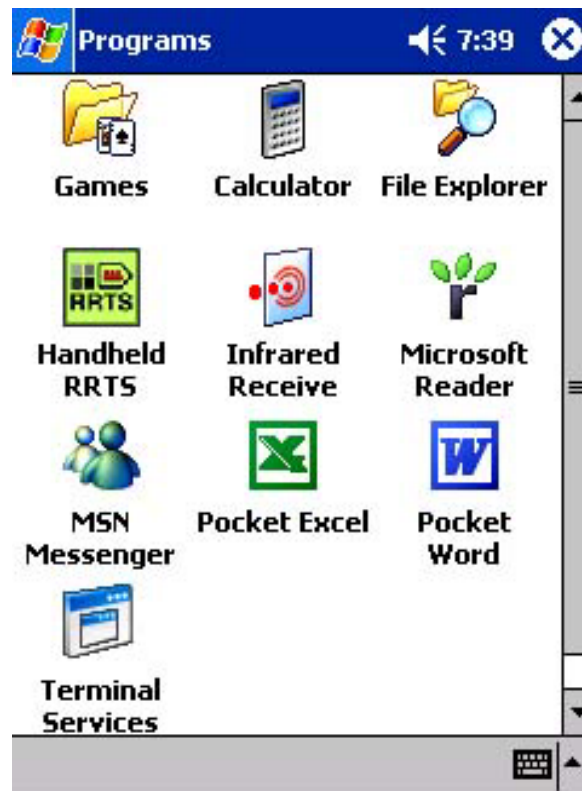 Programs 7:39
Games Calculator File Explorer
RRTS
Handheld RRTS
Infrared Receive
r
Microsoft Reader
MSN Messenger
Pocket Excel
W
Pocket Word
Terminal Services